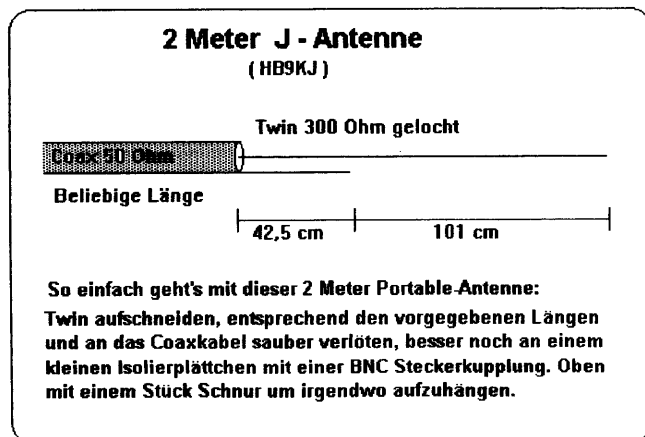 2 Meter J - Antenne
( HB9KJ )
Twin 300 Ohm gelocht
Coax 50 Ohm
Beliebige Länge
42,5 cm
101 cm
So einfach geht's mit dieser 2 Meter Portable-Antenne:
Twin aufschneiden, entsprechend den vorgegebenen Längen
und an das Coaxkabel sauber verlöten, besser noch an einem
kleinen Isolierplättchen mit einer BNC Steckerkupplung. Oben
mit einem Stück Schnur um irgendwo aufzuhängen.